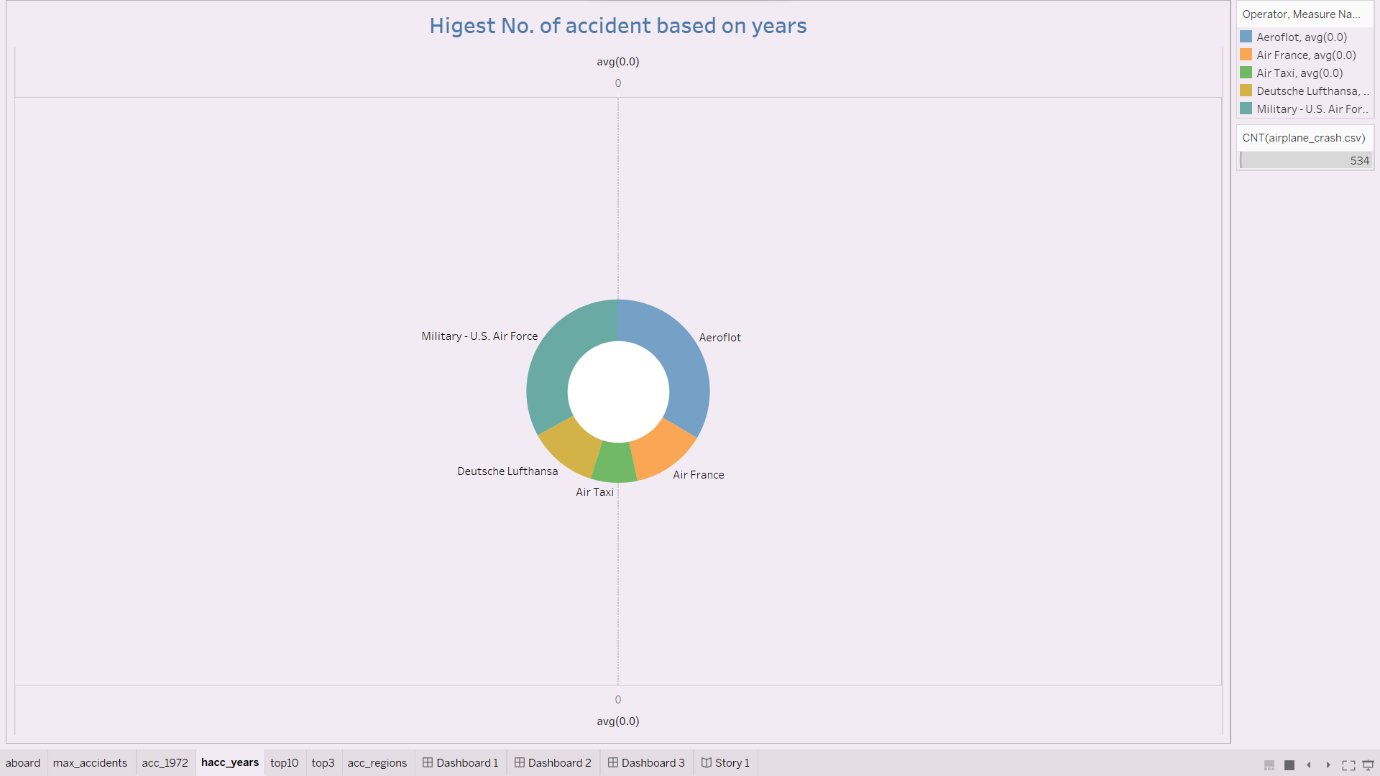 Higest No. of accident based on years
avg(0.0)
0
Military - U.S. Air Force
Aeroflot
Deutsche Lufthansa
Air France
Air Taxi
0
avg(0.0)
Operator, Measure Na...
Aeroflot, avg(0.0)
Air France, avg(0.0)
Air Taxi, avg(0.0)
Deutsche Lufthansa, ..
Military - U.S. Air For..
CNT(airplane_crash.csv)
534
aboard max_accidents acc_1972 hacc_years top10 top3 acc_regions Dashboard 1 Dashboard 2 Dashboard 3 Story 1